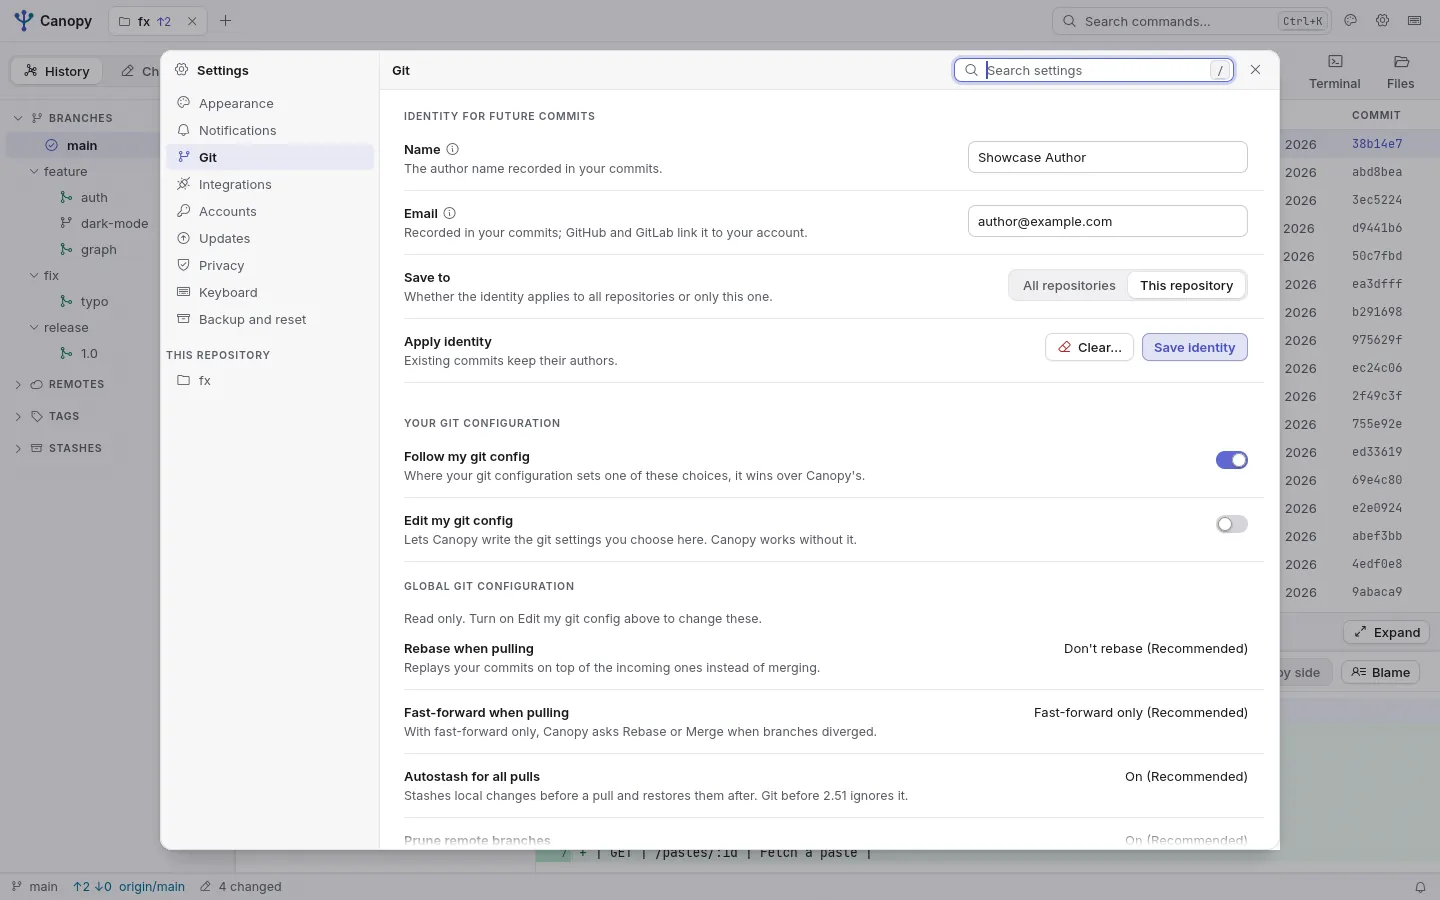 Canopy
fx ↑2
Search commands...
Ctrl+K
History
Terminal
Files
BRANCHES
main
feature
auth
dark-mode
graph
fix
typo
release
1.0
REMOTES
TAGS
STASHES
Settings
Appearance
Notifications
Git
Integrations
Accounts
Updates
Privacy
Keyboard
Backup and reset
THIS REPOSITORY
fx
Git
Search settings
/
IDENTITY FOR FUTURE COMMITS
Name
The author name recorded in your commits.
Showcase Author
Email
Recorded in your commits; GitHub and GitLab link it to your account.
author@example.com
Save to
Whether the identity applies to all repositories or only this one.
All repositories
This repository
Apply identity
Existing commits keep their authors.
Clear...
Save identity
YOUR GIT CONFIGURATION
Follow my git config
Where your git configuration sets one of these choices, it wins over Canopy's.
Edit my git config
Lets Canopy write the git settings you choose here. Canopy works without it.
GLOBAL GIT CONFIGURATION
Read only. Turn on Edit my git config above to change these.
Rebase when pulling
Replays your commits on top of the incoming ones instead of merging.
Don't rebase (Recommended)
Fast-forward when pulling
With fast-forward only, Canopy asks Rebase or Merge when branches diverged.
Fast-forward only (Recommended)
Autostash for all pulls
Stashes local changes before a pull and restores them after. Git before 2.51 ignores it.
On (Recommended)
Prune remote branches
On (Recommended)
COMMIT
2026 38b14e7
2026 abd8bea
2026 3ec5224
2026 d9441b6
2026 50c7fbd
2026 ea3dfff
2026 b291698
2026 975629f
2026 ec24c06
2026 2f49c3f
2026 755e92e
2026 ed33619
2026 69e4c80
2026 e2e0924
2026 abef3bb
2026 4edf0e8
2026 9abaca9
Expand
by side
Blame
7 + | GET | /pastes/:id | Fetch a paste |
main
↑2 ↓0 origin/main
4 changed